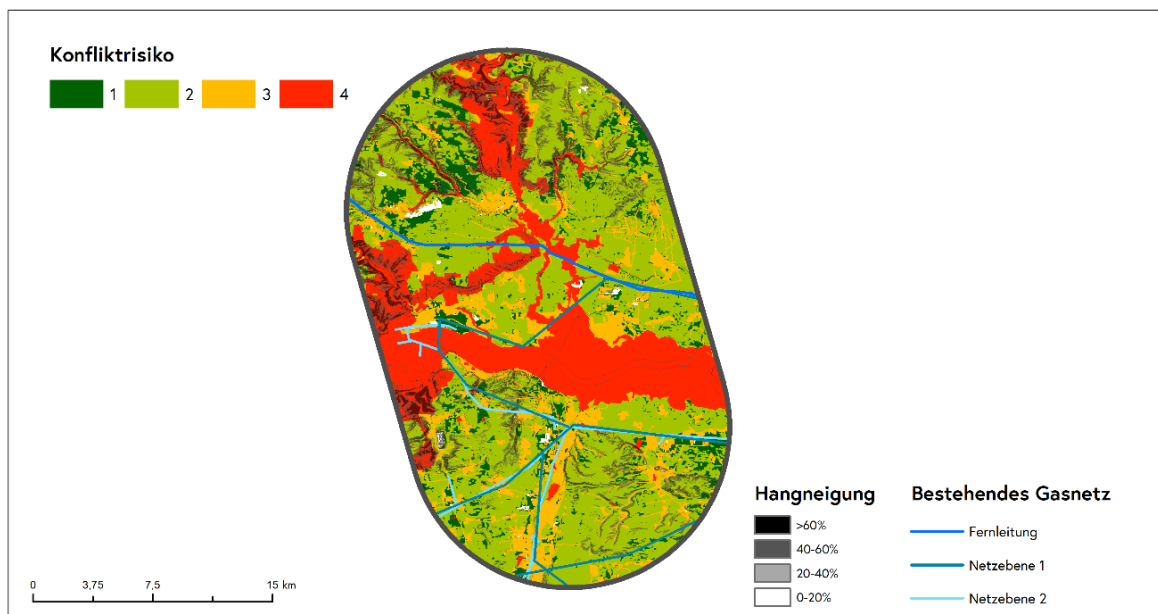 Konfliktrisiko
1 2 3 4
Hangneigung
>60%
40-60%
20-40%
0-20%
Bestehendes Gasnetz
Fernleitung
Netzebene 1
Netzebene 2
0 3,75 7,5 15 km